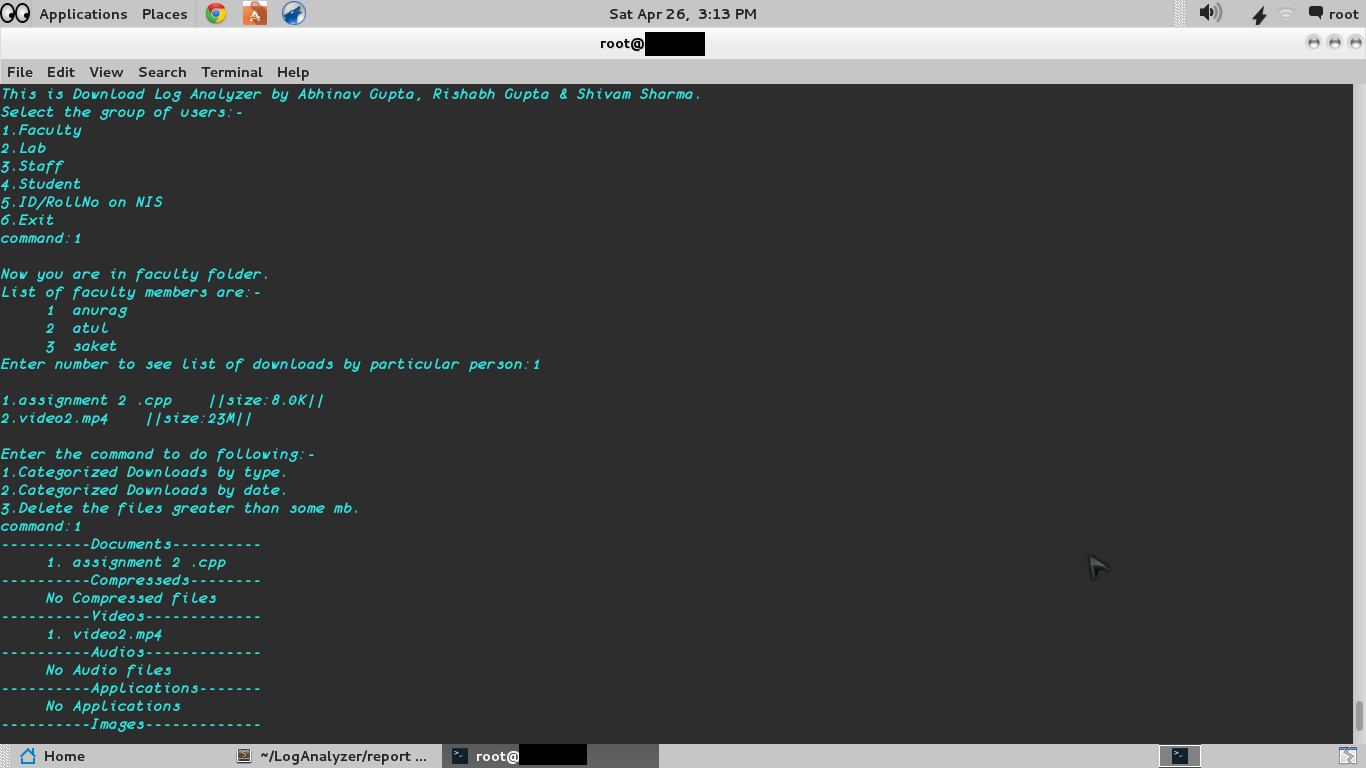 Applications Places Sat Apr 26, 3:13 PM root
root@
File Edit View Search Terminal Help
This is Download Log Analyzer by Abhinav Gupta, Rishabh Gupta & Shivam Sharma.
Select the group of users:-
1.Faculty
2.Lab
3.Staff
4.Student
5.ID/RollNo on NIS
6.Exit
command:1
Now you are in faculty folder.
List of faculty members are:-
1 anurag
2 atul
3 saket
Enter number to see list of downloads by particular person:1
1.assignment 2 .cpp ||size:8.0K||
2.video2.mp4 ||size:23M||
Enter the command to do following:-
1.Categorized Downloads by type.
2.Categorized Downloads by date.
3.Delete the files greater than some mb.
command:1
----------Documents----------
1. assignment 2 .cpp
----------Compresseds--------
No Compressed files
----------Videos-------------
1. video2.mp4
----------Audios-------------
No Audio files
----------Applications-------
No Applications
----------Images-------------
Home ~/LogAnalyzer/report ... root@